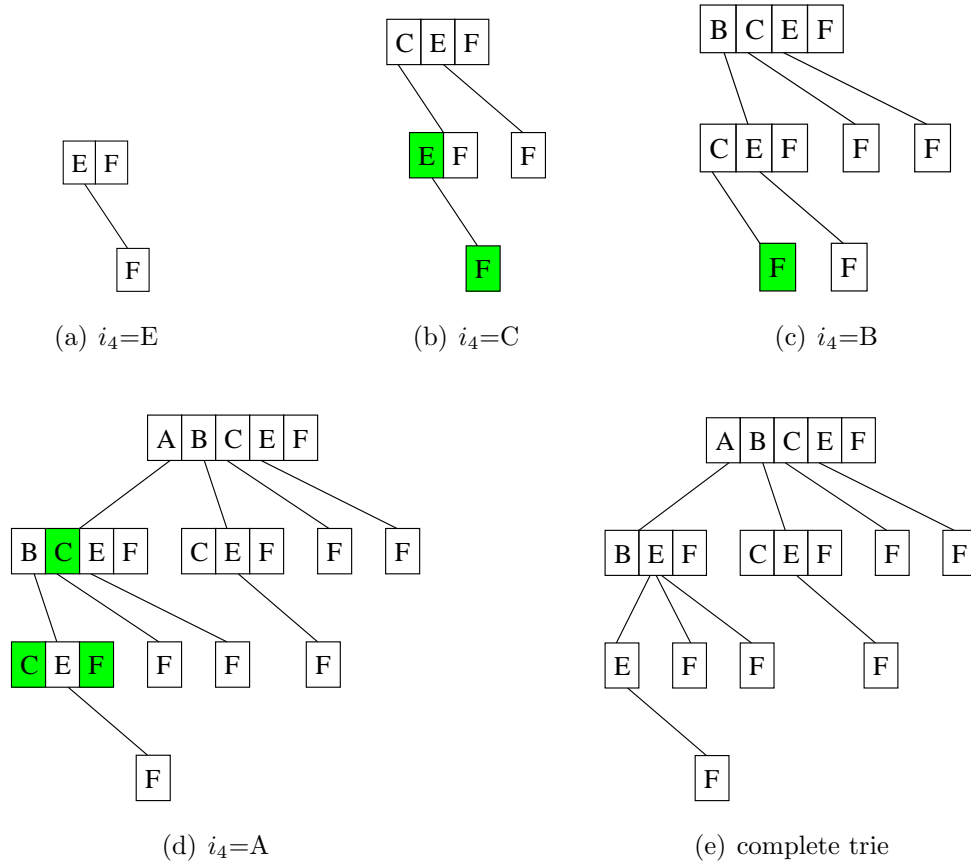 C E F
B C E F
E F
E F
F
C E F
F
F
F
F
F
F
(a) i₄=E
(b) i₄=C
(c) i₄=B
A B C E F
A B C E F
B C E F
C E F
F
F
B E F
C E F
F
F
C E F
F
F
F
E
F
F
F
F
F
(d) i₄=A
(e) complete trie